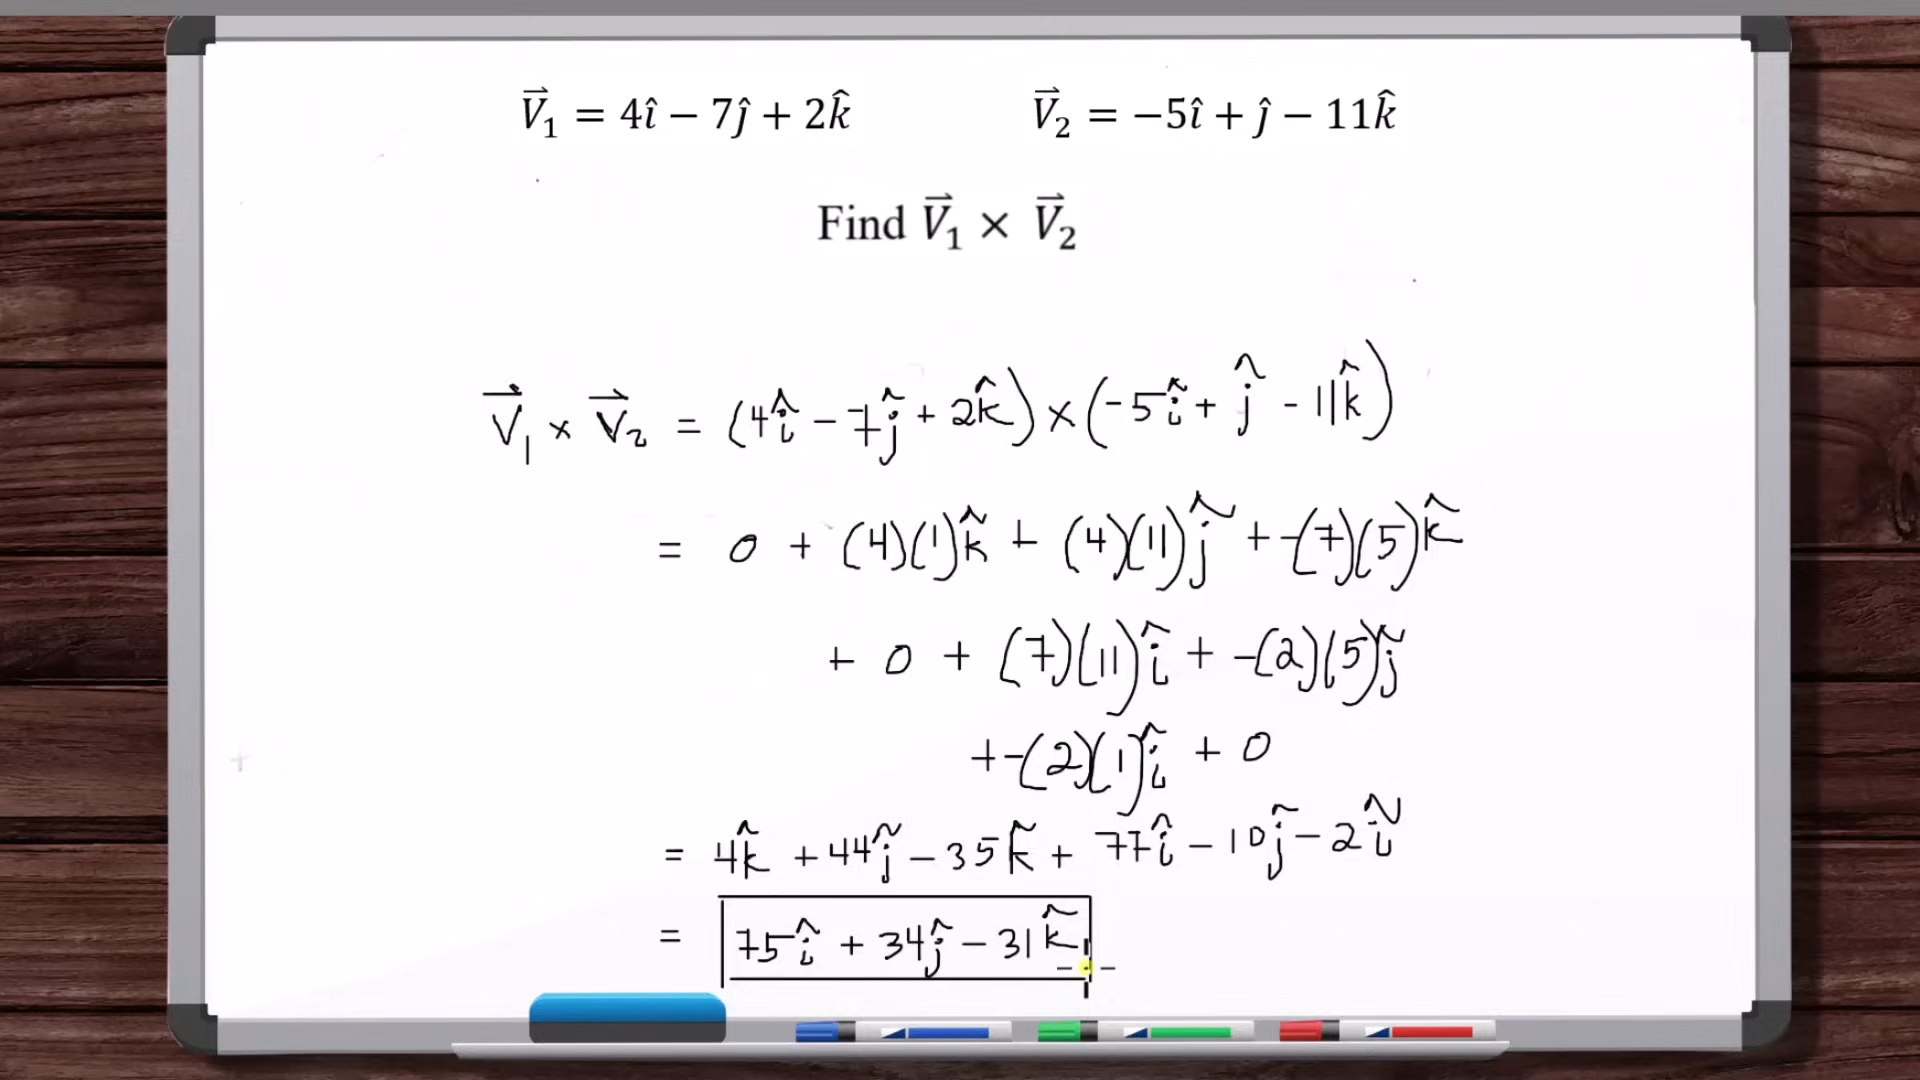 V⃗₁ = 4î − 7ĵ + 2k̂    V⃗₂ = −5î + ĵ − 11k̂
Find V⃗₁ × V⃗₂
V⃗₁ × V⃗₂ = (4î − 7ĵ + 2k̂) × (−5î + ĵ − 11k̂)
= 0 + (4)(1)k̂ + (4)(11)ĵ + −(7)(5)k̂
+ 0 + (7)(11)î + −(2)(5)ĵ
+ −(2)(1)î + 0
= 4k̂ + 44ĵ − 35k̂ + 77î − 10ĵ − 2î
= 75î + 34ĵ − 31k̂